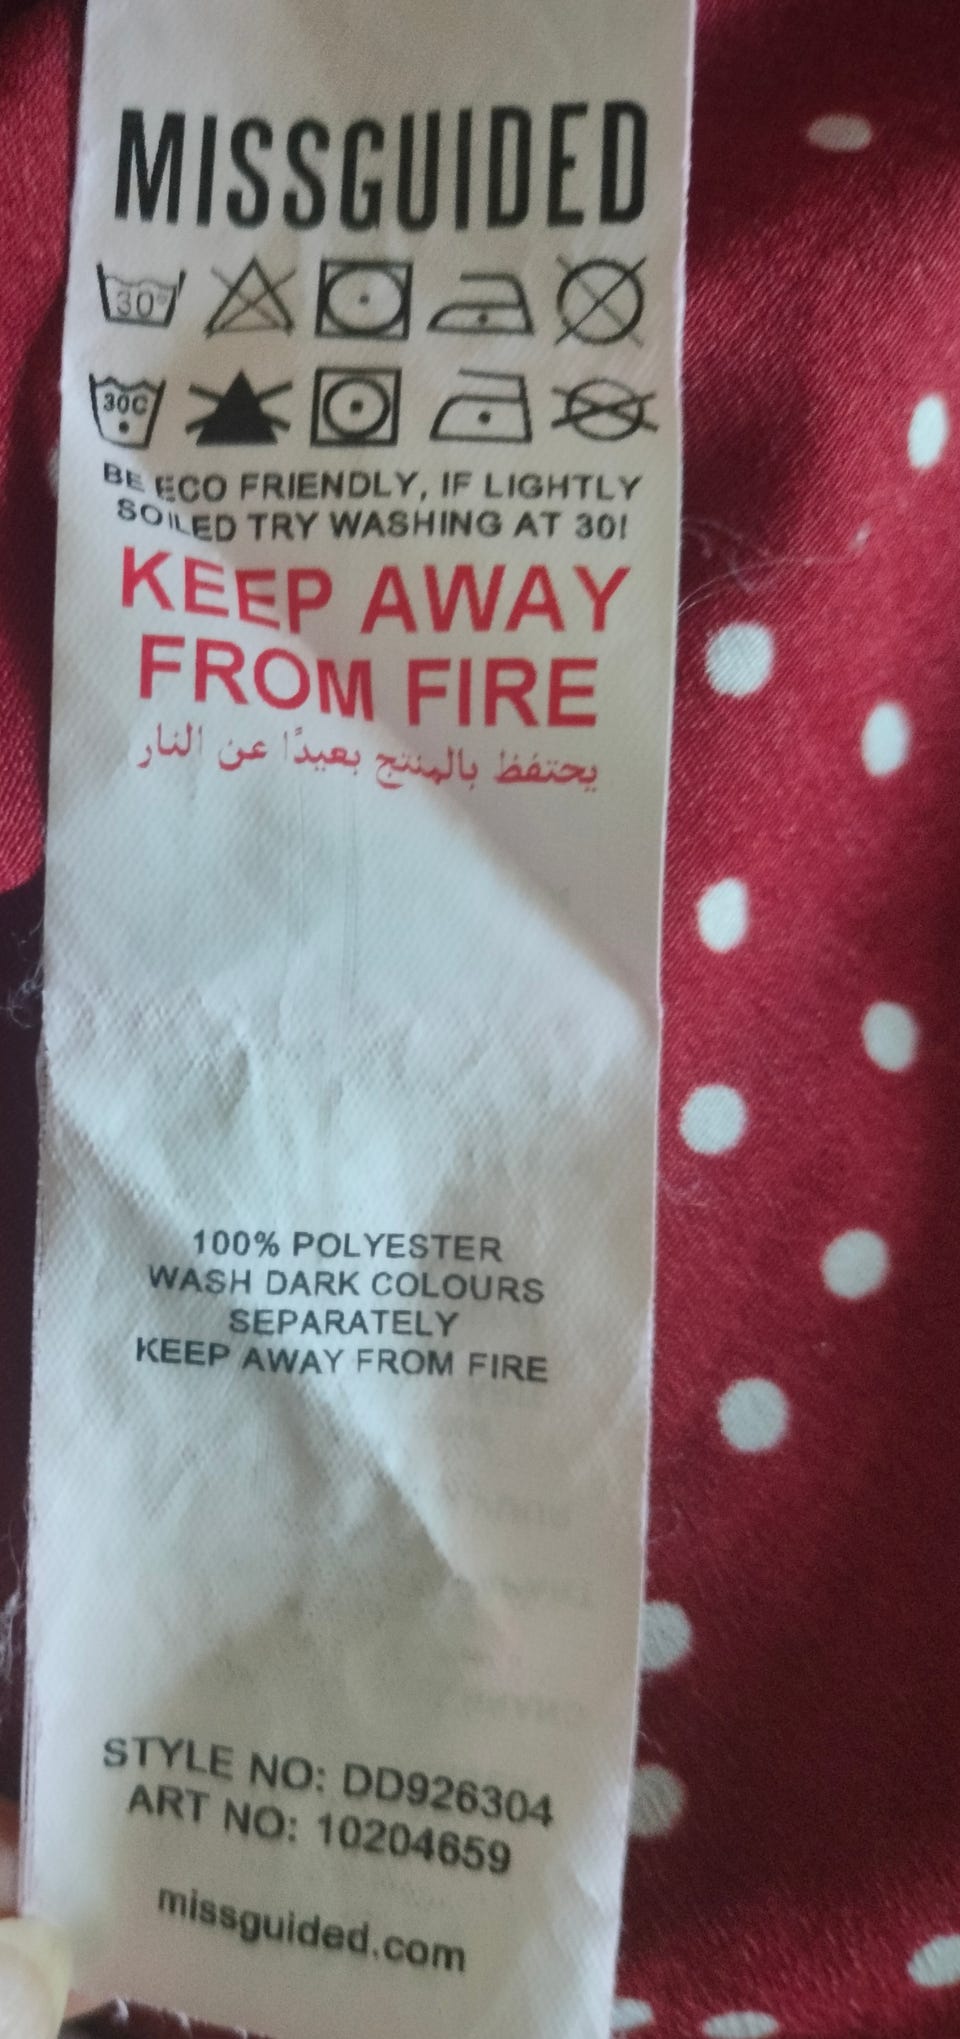 MISSGUIDED
30°
30C
BE ECO FRIENDLY, IF LIGHTLY
SOILED TRY WASHING AT 30!
KEEP AWAY
FROM FIRE
يحتفظ بالمنتج بعيدًا عن النار
100% POLYESTER
WASH DARK COLOURS
SEPARATELY
KEEP AWAY FROM FIRE
STYLE NO: DD926304
ART NO: 10204659
missguided.com